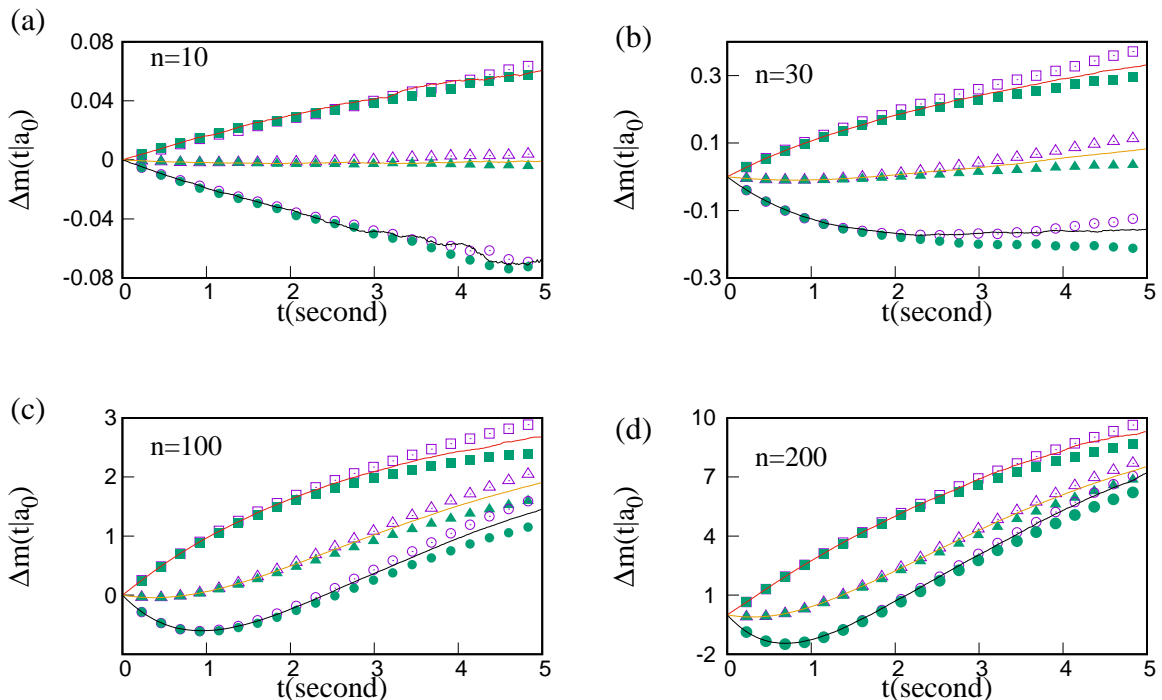 (a)
n=10
0.08
0.04
0
-0.04
-0.08
Δm(t|a₀)
0 1 2 3 4 5
t(second)
(b)
n=30
0.3
0.1
-0.1
-0.3
Δm(t|a₀)
0 1 2 3 4 5
t(second)
(c)
n=100
3
2
1
0
Δm(t|a₀)
0 1 2 3 4 5
t(second)
(d)
n=200
10
7
4
1
-2
Δm(t|a₀)
0 1 2 3 4 5
t(second)